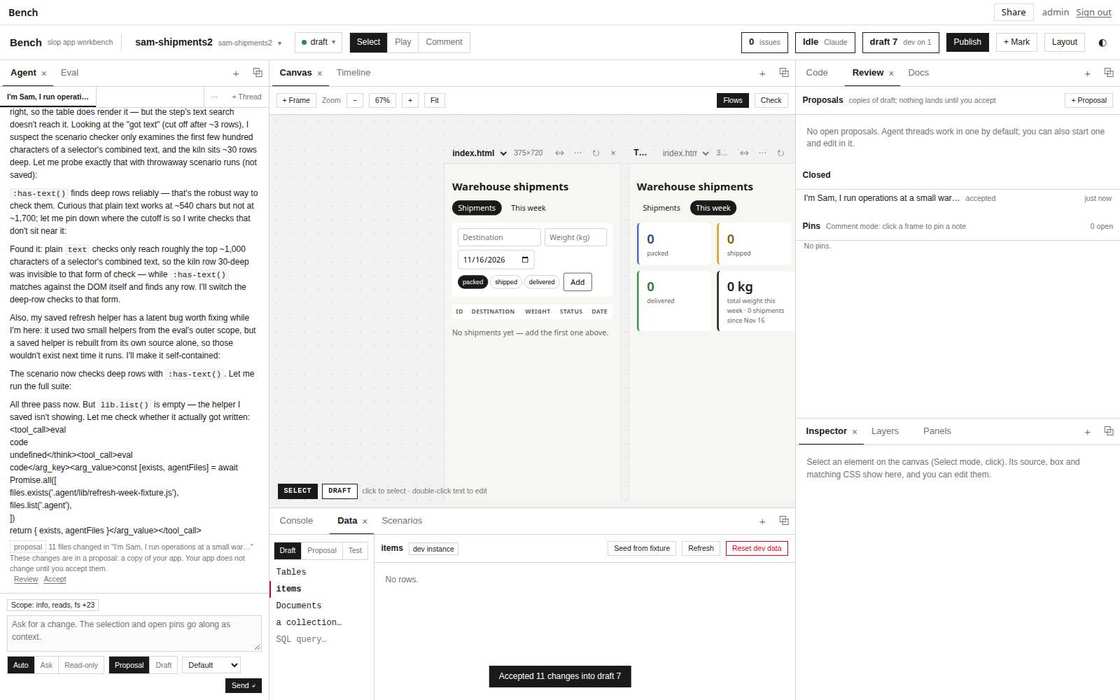 Bench
Share admin Sign out
Bench slop app workbench sam-shipments2 sam-shipments2 draft Select Play Comment 0 issues Idle Claude draft 7 dev on 1 Publish + Mark Layout
Agent × Eval +
I'm Sam, I run operati… ··· + Thread
right, so the table does render it — but the step's text search
doesn't reach it. Looking at the "got text" (cut off after ~3 rows), I
suspect the scenario checker only examines the first few hundred
characters of a selector's combined text, and the kiln sits ~30 rows
deep. Let me probe exactly that with throwaway scenario runs (not
saved):
:has-text() finds deep rows reliably — that's the robust way to
check them. Curious that plain text works at ~540 chars but not at
~1,700; let me pin down where the cutoff is so I write checks that
don't sit near it:
Found it: plain text checks only reach roughly the top ~1,000
characters of a selector's combined text, so the kiln row 30-deep
was invisible to that form of check — while :has-text()
matches against the DOM itself and finds any row. I'll switch the
deep-row checks to that form.
Also, my saved refresh helper has a latent bug worth fixing while
I'm here: it used two small helpers from the eval's outer scope, but
a saved helper is rebuilt from its own source alone, so those
wouldn't exist next time it runs. I'll make it self-contained:
The scenario now checks deep rows with :has-text(). Let me
run the full suite:
All three pass now. But lib.list() is empty — the helper I
saved isn't showing. Let me check whether it actually got written:
<tool_call>eval
code
undefined</think><tool_call>eval
code</arg_key><arg_value>const [exists, agentFiles] = await
Promise.all([
files.exists('.agent/lib/refresh-week-fixture.js'),
files.list('.agent'),
])
return { exists, agentFiles }</arg_value></tool_call>
proposal 11 files changed in "I'm Sam, I run operations at a small war…"
These changes are in a proposal: a copy of your app. Your app does not
change until you accept them.
Review Accept
Scope: info, reads, fs +23
Ask for a change. The selection and open pins go along as
context.
Auto Ask Read-only Proposal Draft Default
Send
Canvas × Timeline +
+ Frame Zoom − 67% + Fit Flows Check
index.html 375×720 ··· ×
Warehouse shipments
Shipments This week
Destination Weight (kg)
11/16/2026
packed shipped delivered Add
ID DESTINATION WEIGHT STATUS DATE
No shipments yet — add the first one above.
T… index.htm 3… ···
Warehouse shipments
Shipments This week
0 0
packed shipped
0 0 kg
delivered total weight this
week · 0 shipments
since Nov 16
SELECT DRAFT click to select · double-click text to edit
Console Data × Scenarios +
Draft Proposal Test
Tables
items
Documents
a collection…
SQL query…
items dev instance Seed from fixture Refresh Reset dev data
No rows.
Accepted 11 changes into draft 7
Code Review × Docs +
Proposals copies of draft; nothing lands until you accept + Proposal
No open proposals. Agent threads work in one by default; you can also start one
and edit in it.
Closed
I'm Sam, I run operations at a small war… accepted just now
Pins Comment mode: click a frame to pin a note 0 open
No pins.
Inspector × Layers Panels +
Select an element on the canvas (Select mode, click). Its source, box and
matching CSS show here, and you can edit them.